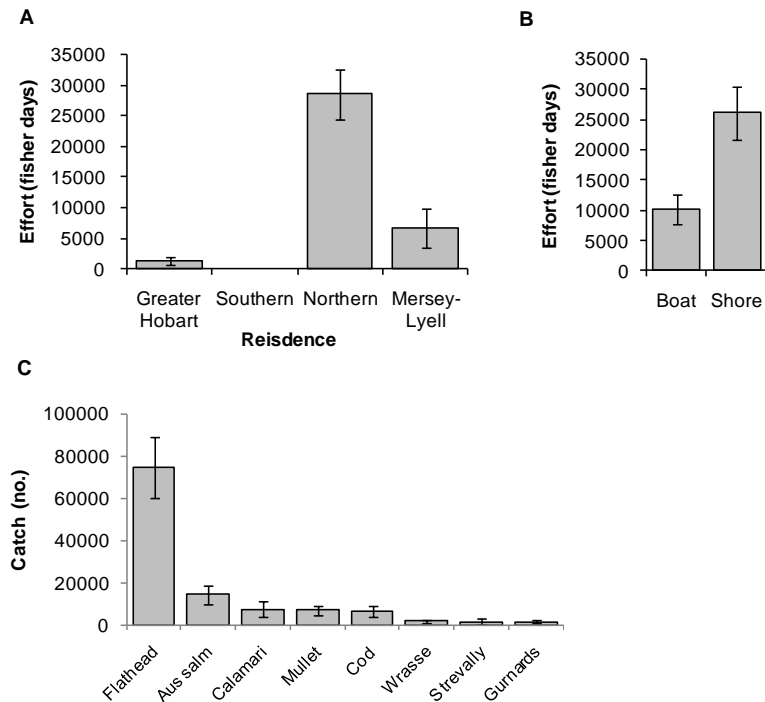 A
Effort (fisher days)
35000
30000
25000
20000
15000
10000
5000
0
Greater Hobart
Southern
Northern
Mersey-Lyell
Reisdence
B
Effort (fisher days)
35000
30000
25000
20000
15000
10000
5000
0
Boat
Shore
C
Catch (no.)
100000
80000
60000
40000
20000
0
Flathead
Aus salm
Calamari
Mullet
Cod
Wrasse
Strevally
Gurnards